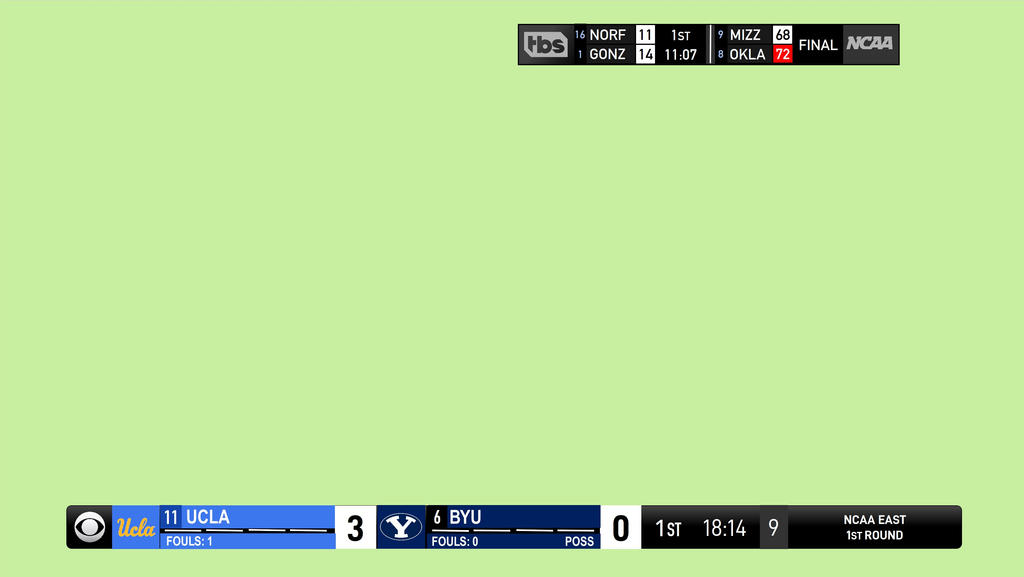 tbs 16 NORF 11 1ST 9 MIZZ 68 FINAL NCAA
1 GONZ 14 11:07 8 OKLA 72
Ucla 11 UCLA 3 Y 6 BYU 0 1ST 18:14 9 NCAA EAST
FOULS: 1 FOULS: 0 POSS 1ST ROUND